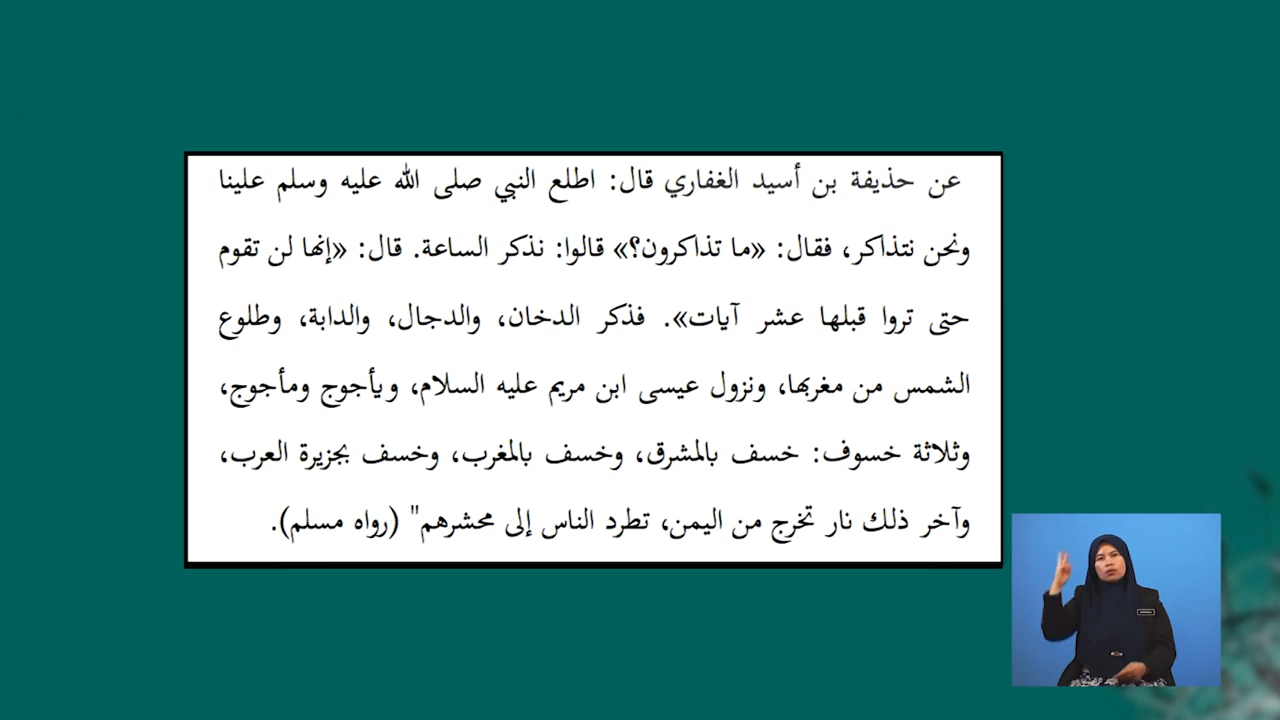 عن حذيفة بن أسيد الغفاري قال: اطلع النبي صلى الله عليه وسلم علينا
ونحن نتذاكر، فقال: «ما تذاكرون؟» قالوا: نذكر الساعة. قال: «إنها لن تقوم
حتى تروا قبلها عشر آيات». فذكر الدخان، والدجال، والدابة، وطلوع
الشمس من مغربها، ونزول عيسى ابن مريم عليه السلام، ويأجوج ومأجوج،
وثلاثة خسوف: خسف بالمشرق، وخسف بالمغرب، وخسف بجزيرة العرب،
وآخر ذلك نار تخرج من اليمن، تطرد الناس إلى محشرهم" (رواه مسلم).